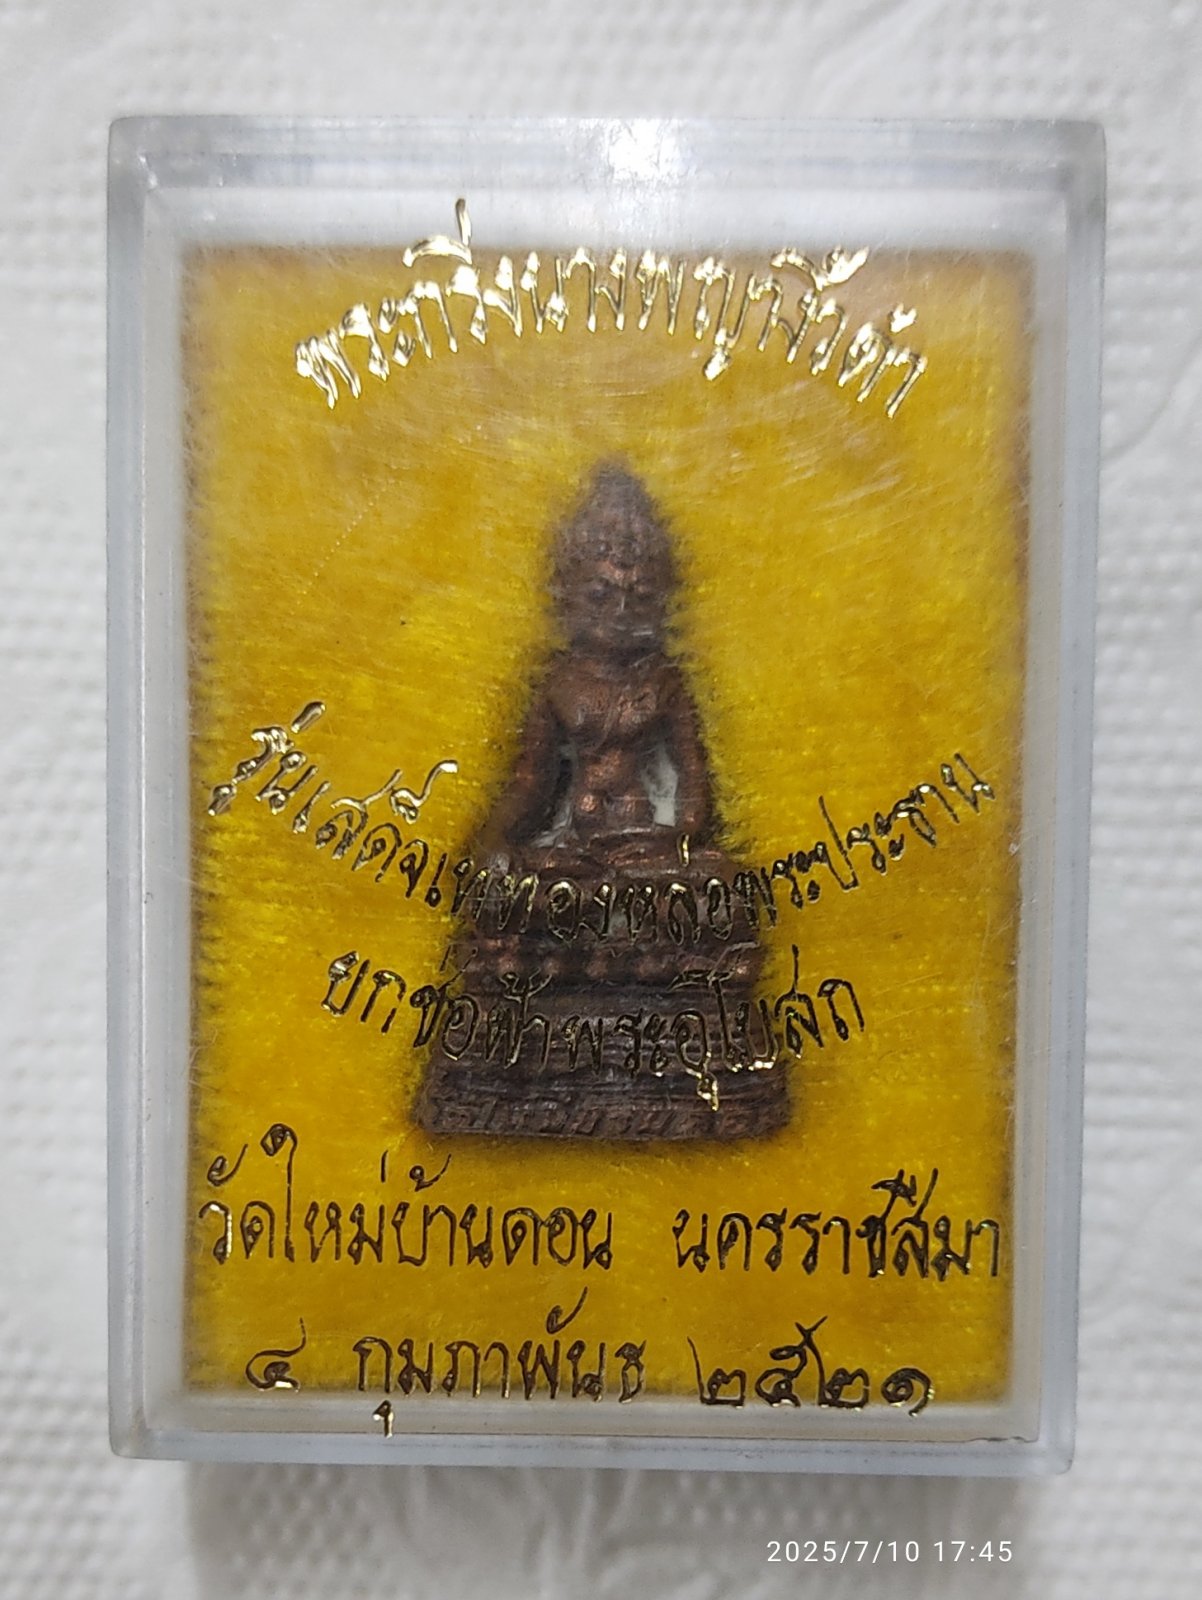 พระกริ่งนางพญางิ้วดำ
รุ่นเสด็จเททองหล่อพระประธาน
ยกช่อฟ้าพระอุโบสถ
วัดใหม่บ้านดอน นครราชสีมา
๔ กุมภาพันธ ๒๕๒๑
2025/7/10 17:45